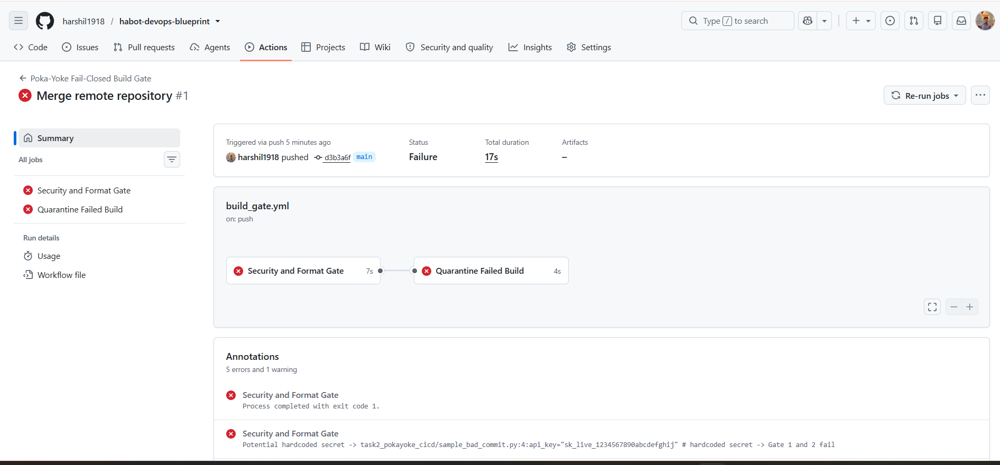 harshil1918 / habot-devops-blueprint
Type / to search
Code Issues Pull requests Agents Actions Projects Wiki Security and quality Insights Settings
Poka-Yoke Fail-Closed Build Gate
Merge remote repository #1
Re-run jobs
Summary
All jobs
Security and Format Gate
Quarantine Failed Build
Run details
Usage
Workflow file
Triggered via push 5 minutes ago
harshil1918 pushed d3b3a6f main
Status
Failure
Total duration
17s
Artifacts
–
build_gate.yml
on: push
Security and Format Gate 7s
Quarantine Failed Build 4s
Annotations
5 errors and 1 warning
Security and Format Gate
Process completed with exit code 1.
Security and Format Gate
Potential hardcoded secret -> task2_pokayoke_cicd/sample_bad_commit.py:4:api_key="sk_live_1234567890abcdefghij" # hardcoded secret -> Gate 1 and 2 fail